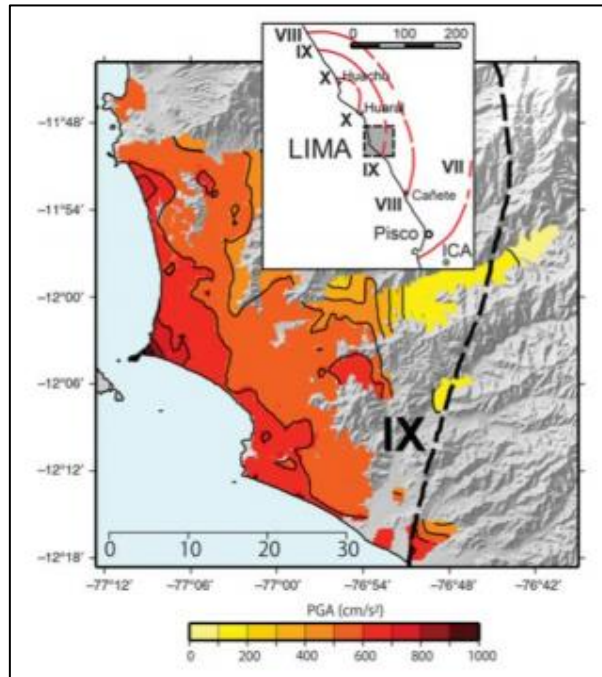 VIII
0 100 200
IX
X Huacho
X Huaral
LIMA
VII
IX
VIII Cañete
Pisco
ICA
−11°48'
−11°54'
−12°00'
−12°06'
−12°12'
−12°18'
IX
0 10 20 30
−77°12' −77°06' −77°00' −76°54' −76°48' −76°42'
PGA (cm/s²)
0 200 400 600 800 1000